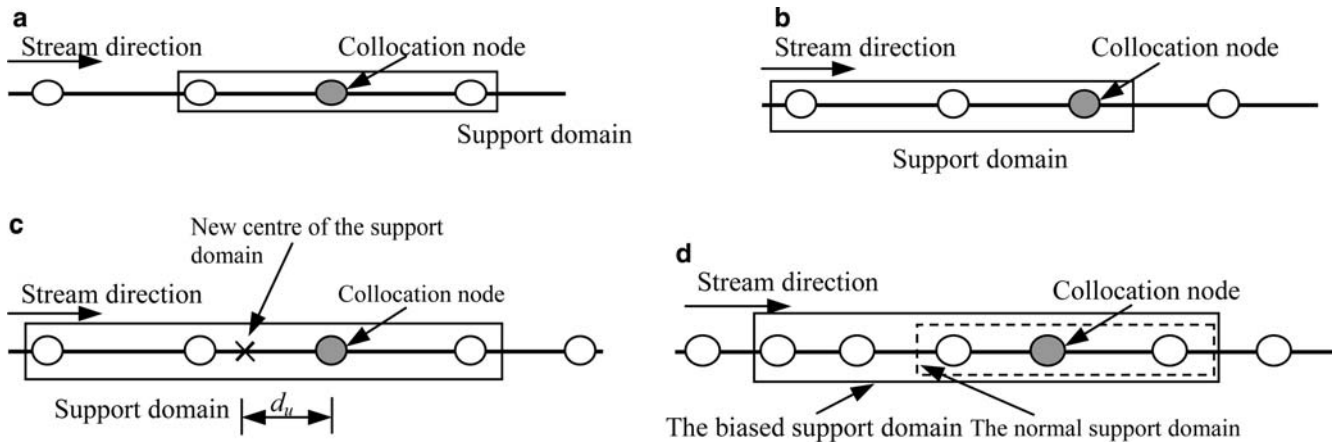 a
Stream direction
Collocation node
Support domain
b
Stream direction
Collocation node
Support domain
c
New centre of the support
domain
Stream direction
Collocation node
Support domain
d_u
d
Stream direction
Collocation node
The biased support domain
The normal support domain